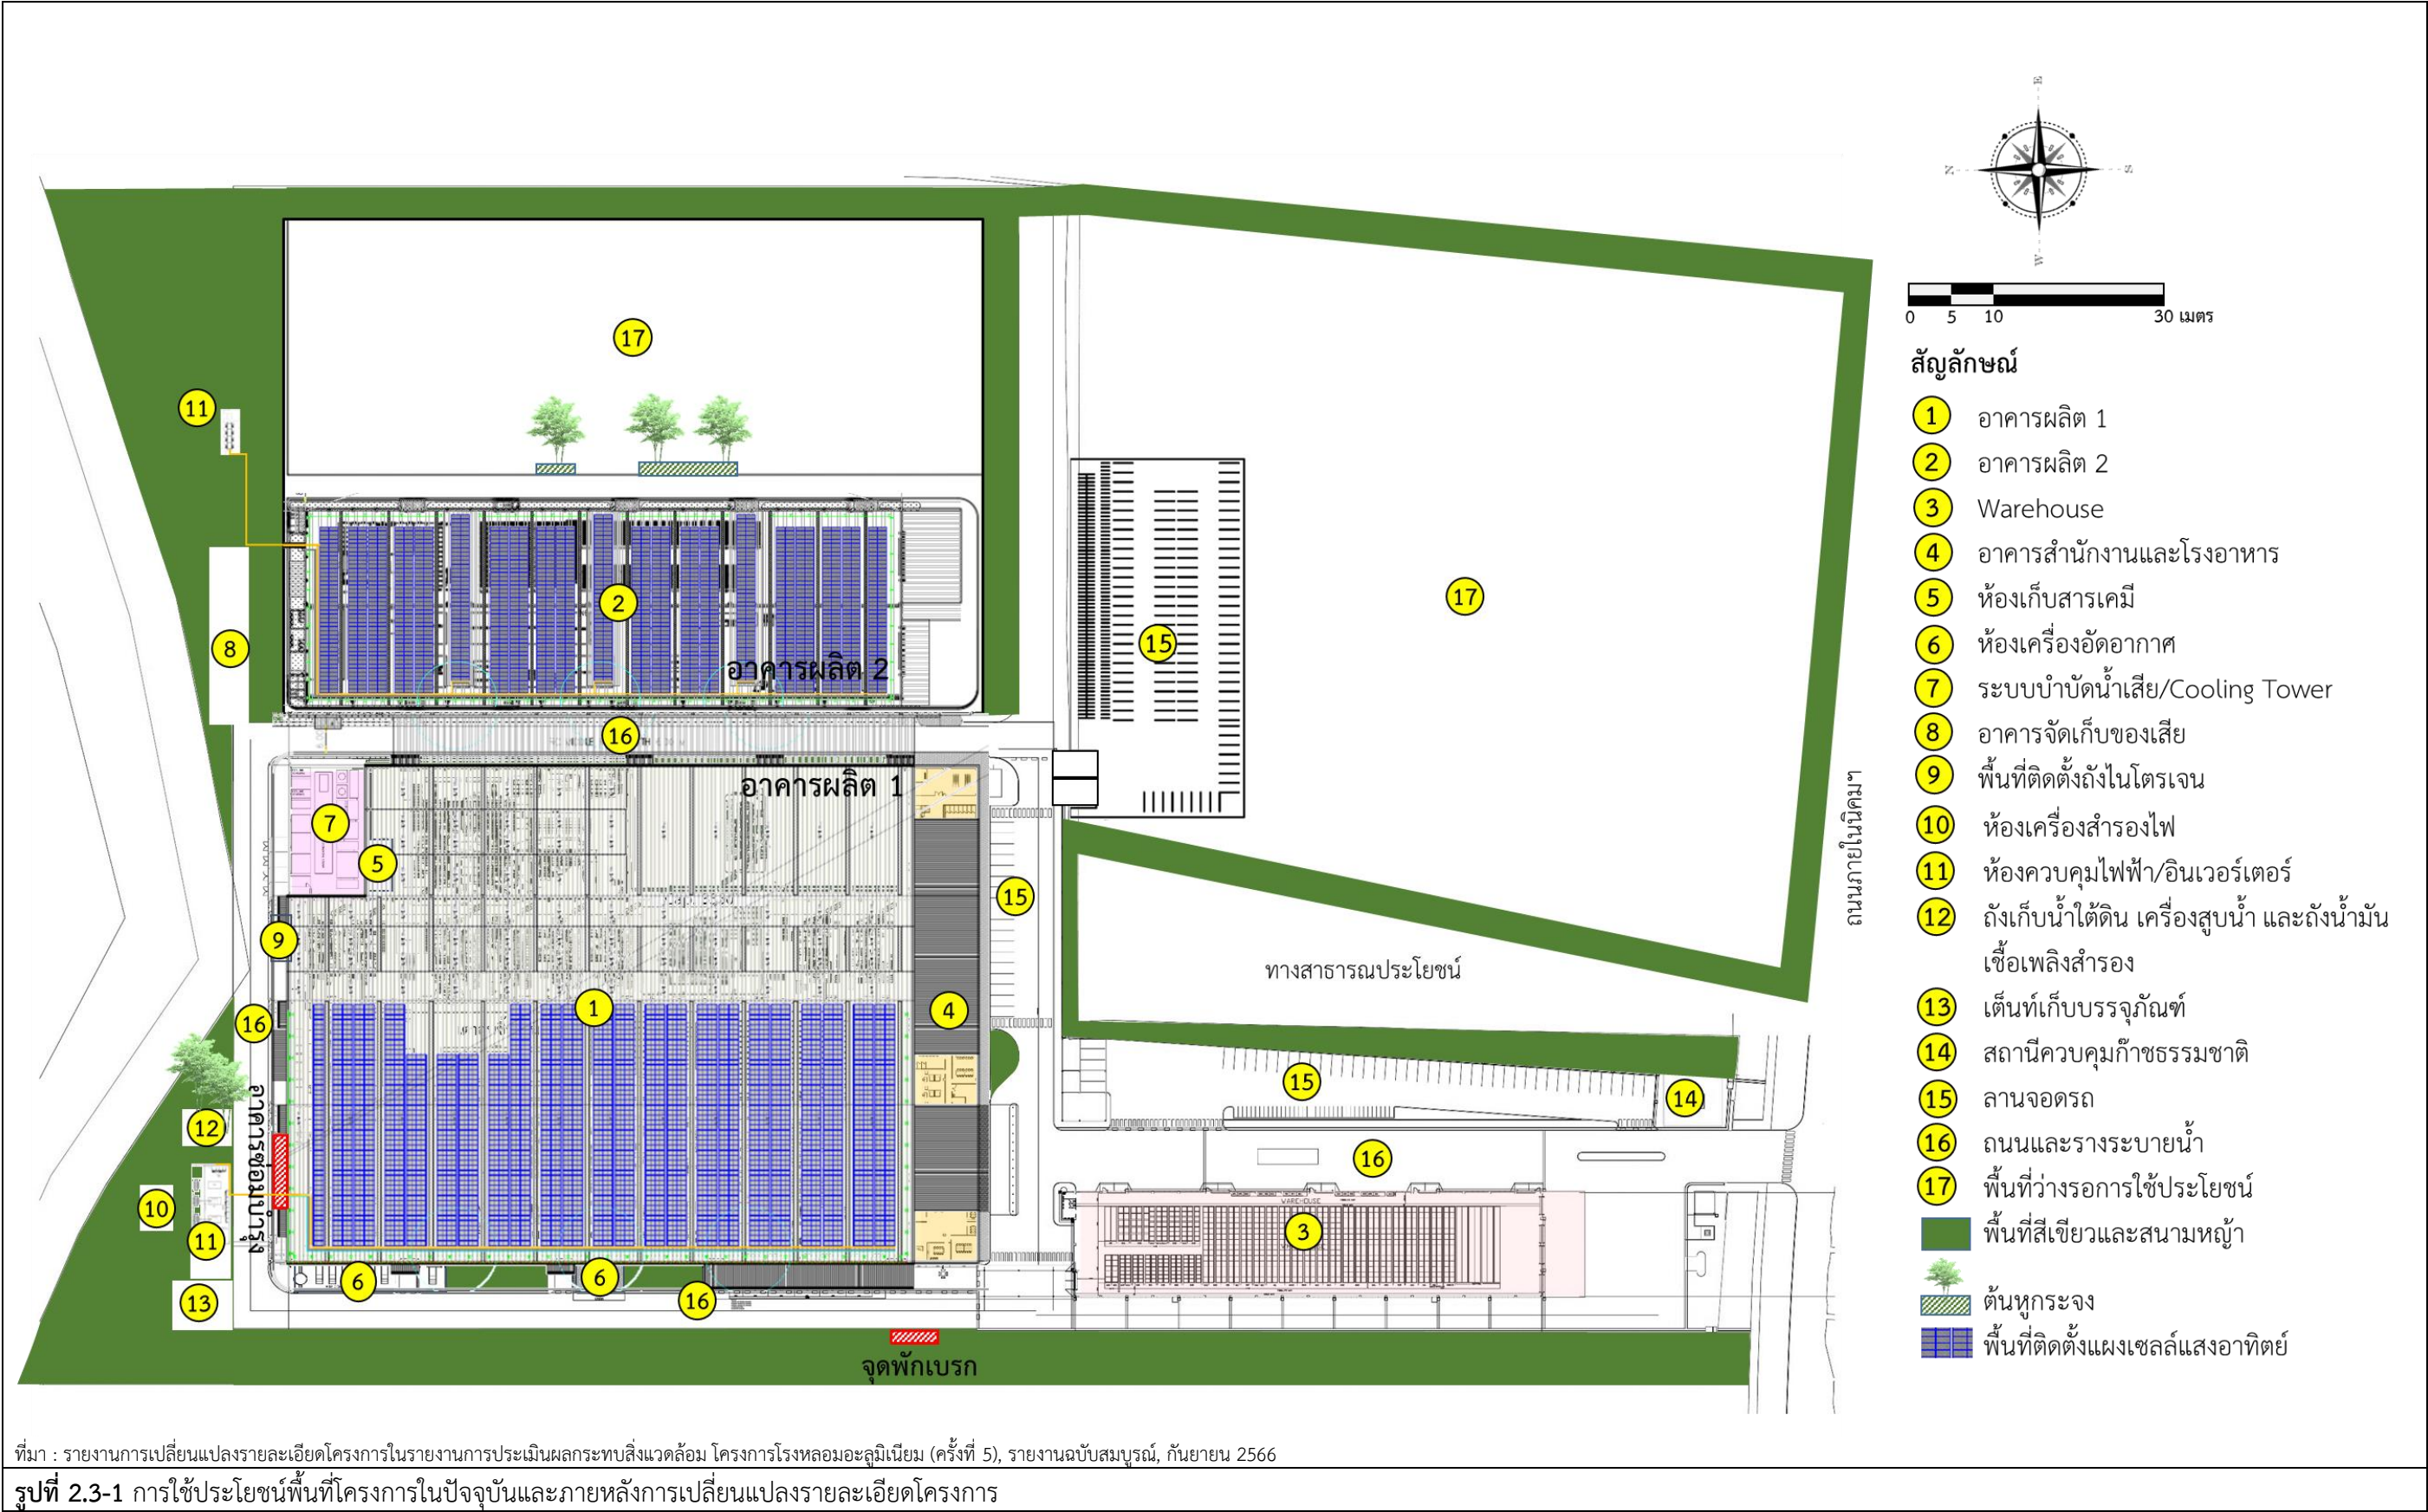 E
N
S
W
0 5 10 30 เมตร
สัญลักษณ์
1 อาคารผลิต 1
2 อาคารผลิต 2
3 Warehouse
4 อาคารสำนักงานและโรงอาหาร
5 ห้องเก็บสารเคมี
6 ห้องเครื่องอัดอากาศ
7 ระบบบำบัดน้ำเสีย/Cooling Tower
8 อาคารจัดเก็บของเสีย
9 พื้นที่ติดตั้งถังไนโตรเจน
10 ห้องเครื่องสำรองไฟ
11 ห้องควบคุมไฟฟ้า/อินเวอร์เตอร์
12 ถังเก็บน้ำใต้ดิน เครื่องสูบน้ำ และถังน้ำมัน
เชื้อเพลิงสำรอง
13 เต็นท์เก็บบรรจุภัณฑ์
14 สถานีควบคุมก๊าซธรรมชาติ
15 ลานจอดรถ
16 ถนนและรางระบายน้ำ
17 พื้นที่ว่างรอการใช้ประโยชน์
พื้นที่สีเขียวและสนามหญ้า
ต้นหูกระจง
พื้นที่ติดตั้งแผงเซลล์แสงอาทิตย์
17
11
2
17
8
15
อาคารผลิต 2
16
อาคารผลิต 1
7
5
15
9
ถนนภายในนิคมฯ
ทางสาธารณประโยชน์
1
4
16
15
14
12
อาคารซ่อมบำรุง
16
10
WAREHOUSE
3
11
6
6
13
16
จุดพักเบรก
ที่มา : รายงานการเปลี่ยนแปลงรายละเอียดโครงการในรายงานการประเมินผลกระทบสิ่งแวดล้อม โครงการโรงหลอมอะลูมิเนียม (ครั้งที่ 5), รายงานฉบับสมบูรณ์, กันยายน 2566
รูปที่ 2.3-1 การใช้ประโยชน์พื้นที่โครงการในปัจจุบันและภายหลังการเปลี่ยนแปลงรายละเอียดโครงการ